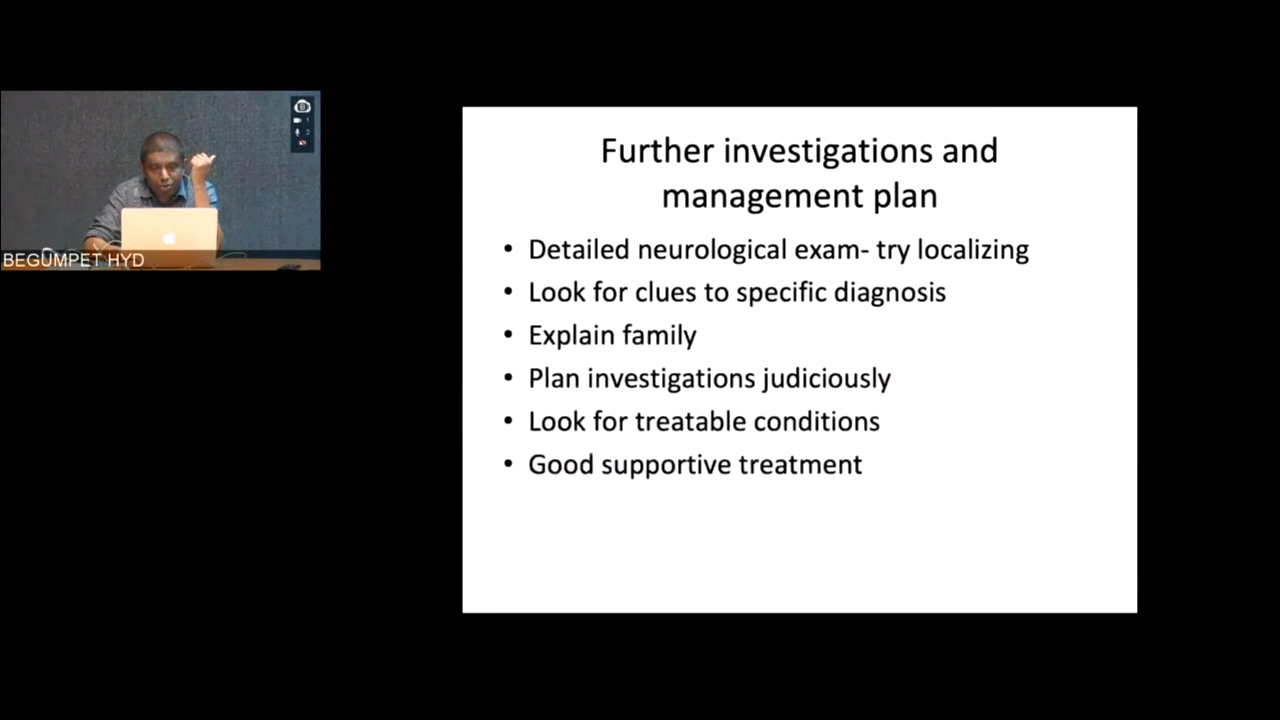 BEGUMPET HYD
Further investigations and
management plan
• Detailed neurological exam- try localizing
• Look for clues to specific diagnosis
• Explain family
• Plan investigations judiciously
• Look for treatable conditions
• Good supportive treatment